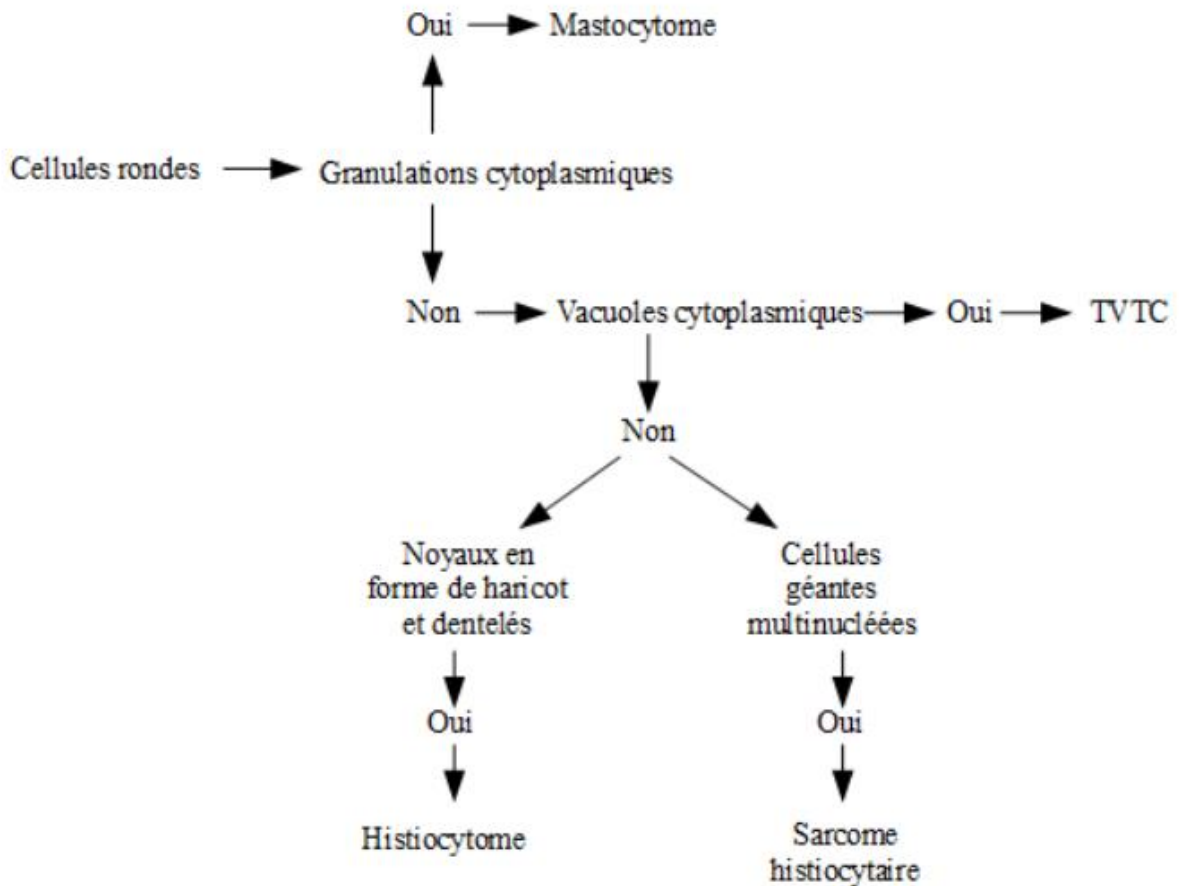 Oui
Mastocytome
Cellules rondes
Granulations cytoplasmiques
Non
Vacuoles cytoplasmiques
Oui
TVTC
Non
Noyaux en
forme de haricot
et dentelés
Cellules
géantes
multinucléées
Oui
Oui
Histiocytome
Sarcome
histiocytaire